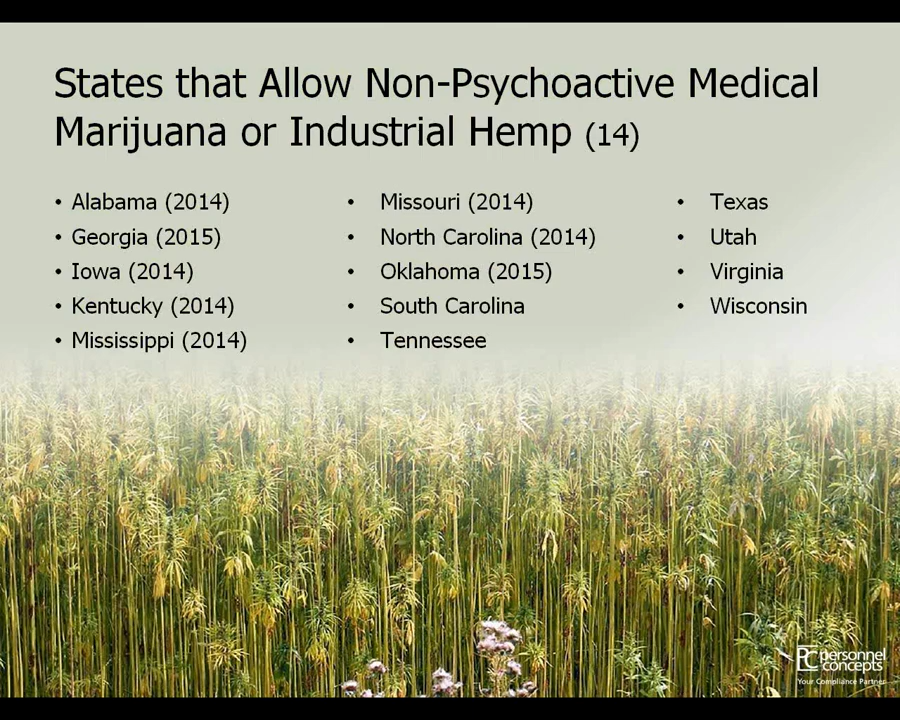 States that Allow Non-Psychoactive Medical
Marijuana or Industrial Hemp (14)
• Alabama (2014)
• Georgia (2015)
• Iowa (2014)
• Kentucky (2014)
• Mississippi (2014)
• Missouri (2014)
• North Carolina (2014)
• Oklahoma (2015)
• South Carolina
• Tennessee
• Texas
• Utah
• Virginia
• Wisconsin
PC personnel
concepts
Your Compliance Partner